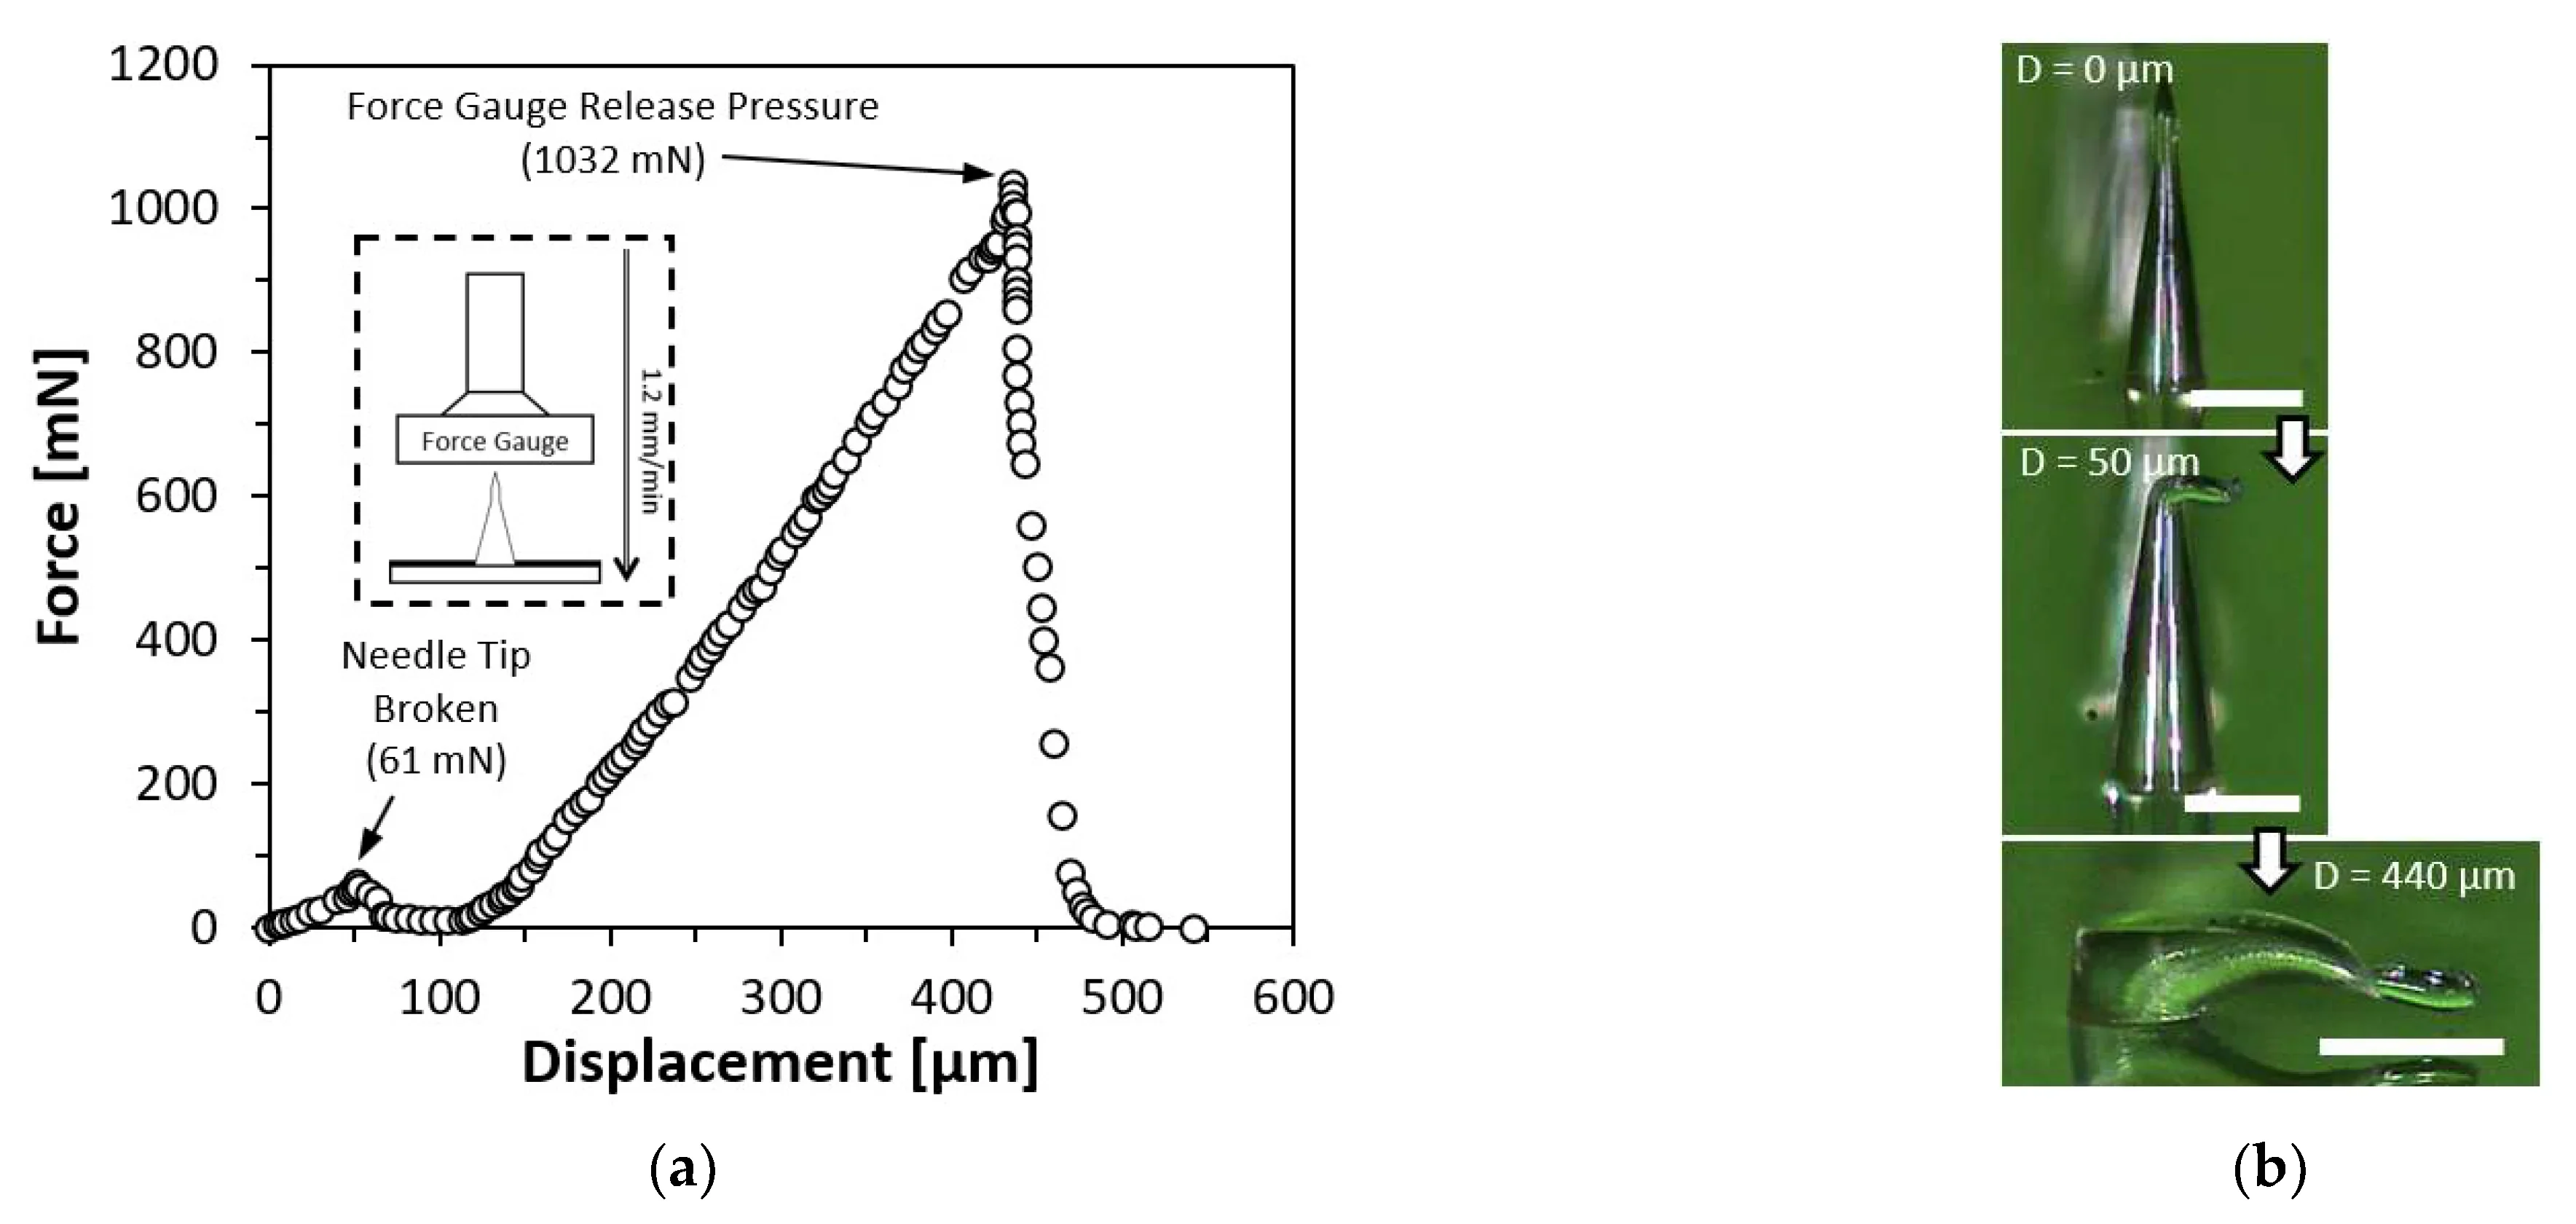 1200
1000
800
600
400
200
0
Force [mN]
Force Gauge Release Pressure
(1032 mN)
Force Gauge
1.2 mm/min
Needle Tip
Broken
(61 mN)
0 100 200 300 400 500 600
Displacement [µm]
(a)
D = 0 µm
D = 50 µm
D = 440 µm
(b)